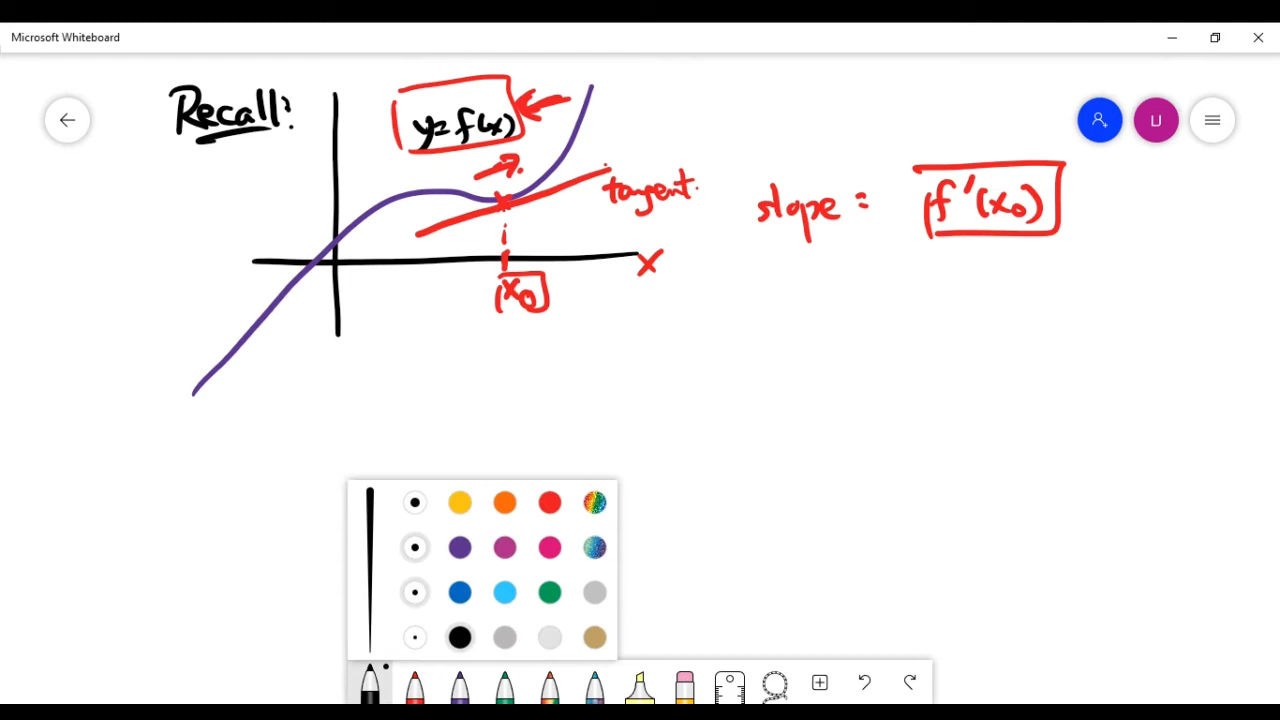 Microsoft Whiteboard
Recall:
y=f(x)
tangent.
slope = f'(x₀)
x
x₀
U